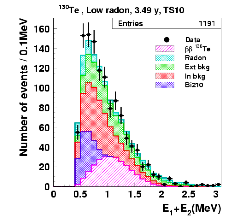 130Te, Low radon, 3.49 y, TS10
Number of events / 0.1MeV
Entries 1191
Data
ββ 130Te
Radon
Ext bkg
In bkg
Bizno
160
140
120
100
80
60
40
20
0
0 0.5 1 1.5 2 2.5 3
E1+E2(MeV)